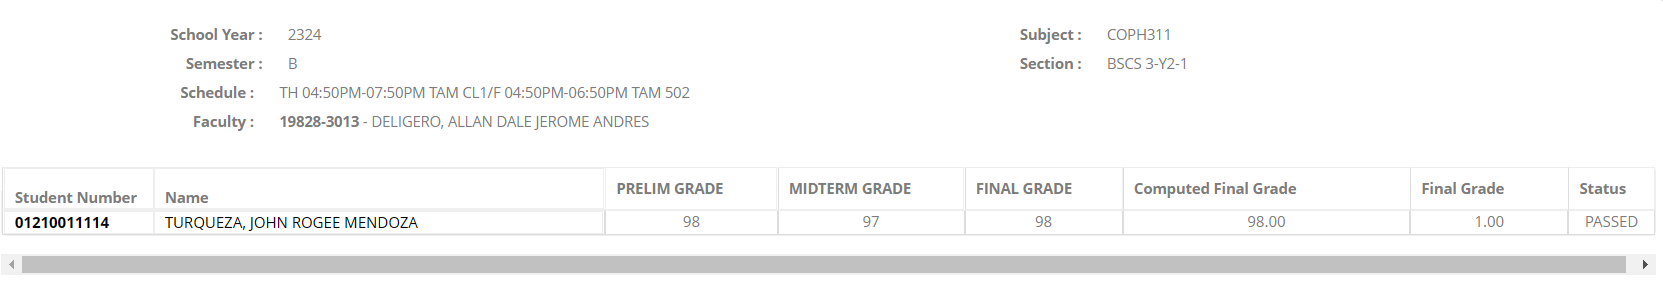 School Year : 2324 Subject : COPH311
Semester : B Section : BSCS 3-Y2-1
Schedule : TH 04:50PM-07:50PM TAM CL1/F 04:50PM-06:50PM TAM 502
Faculty : 19828-3013 - DELIGERO, ALLAN DALE JEROME ANDRES
Student Number Name PRELIM GRADE MIDTERM GRADE FINAL GRADE Computed Final Grade Final Grade Status
01210011114 TURQUEZA, JOHN ROGEE MENDOZA 98 97 98 98.00 1.00 PASSED